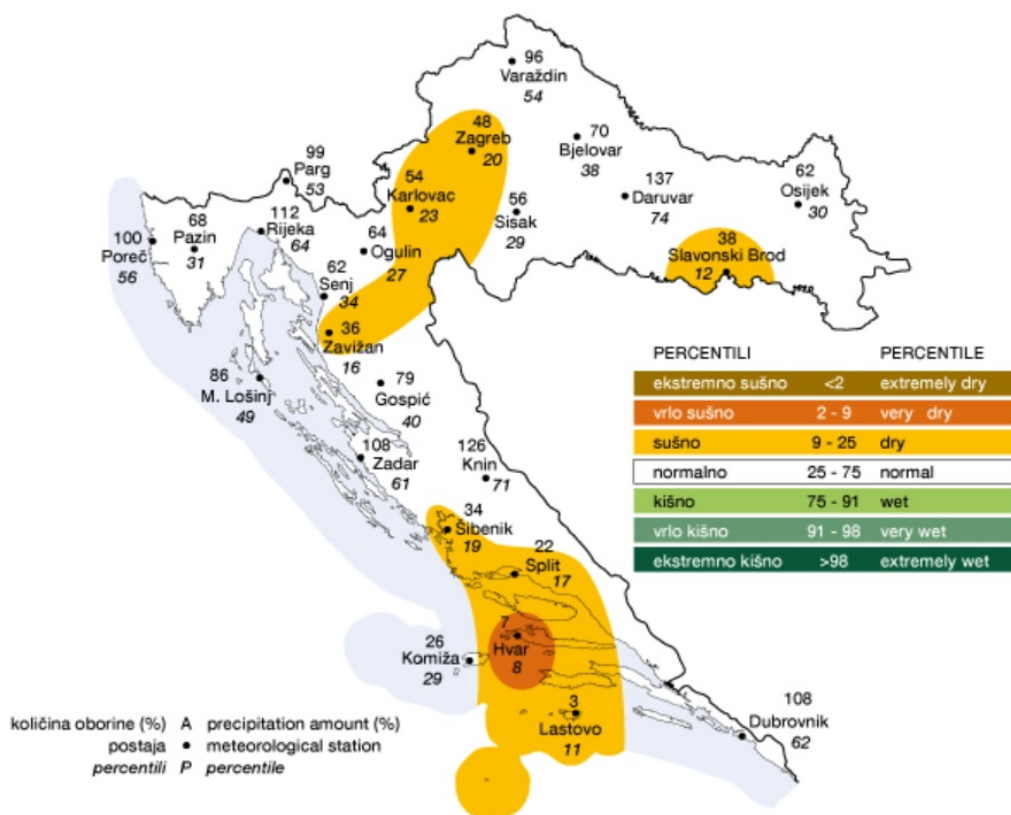 96
Varaždin
54
48
Zagreb
20
70
Bjelovar
38
99
Parg
53
54
Karlovac
23
137
Daruvar
74
62
Osijek
30
56
Sisak
29
68
Pazin
31
112
Rijeka
64
100
Poreč
56
64
Ogulin
27
38
Slavonski Brod
12
62
Senj
34
36
Zavižan
16
86
M. Lošinj
49
79
Gospić
40
108
Zadar
61
126
Knin
71
34
Šibenik
19
22
Split
17
7
Hvar
8
26
Komiža
29
3
Lastovo
11
108
Dubrovnik
62
PERCENTILI PERCENTILE
ekstremno sušno <2 extremely dry
vrlo sušno 2 - 9 very dry
sušno 9 - 25 dry
normalno 25 - 75 normal
kišno 75 - 91 wet
vrlo kišno 91 - 98 very wet
ekstremno kišno >98 extremely wet
količina oborine (%) A precipitation amount (%)
postaja • meteorological station
percentili P percentile